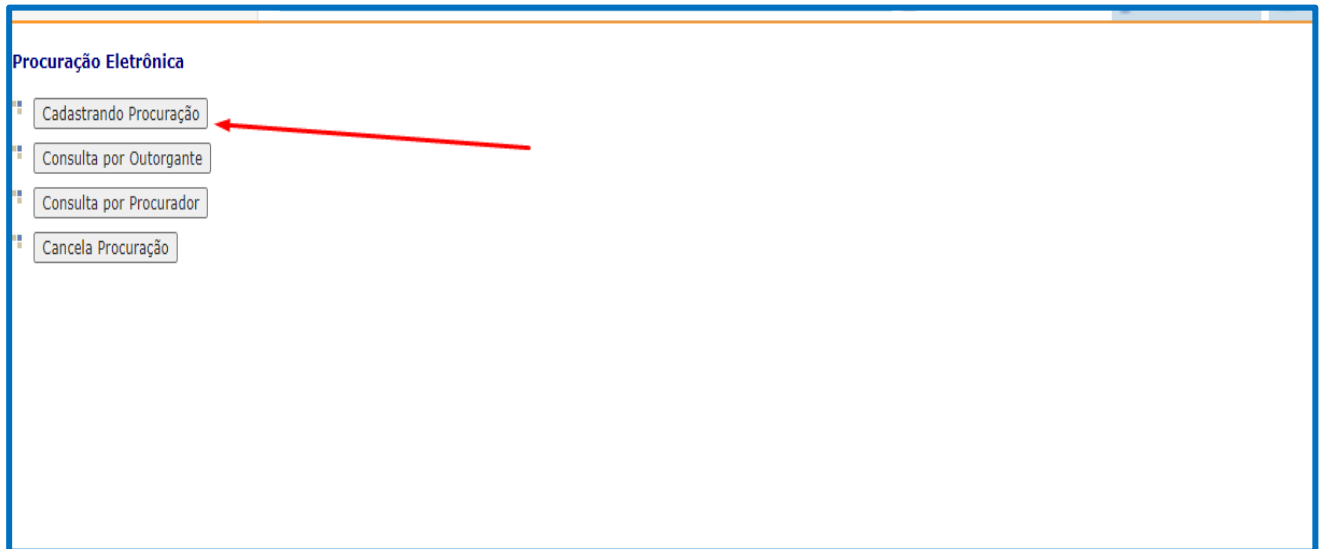 Procuração Eletrônica
Cadastrando Procuração
Consulta por Outorgante
Consulta por Procurador
Cancela Procuração